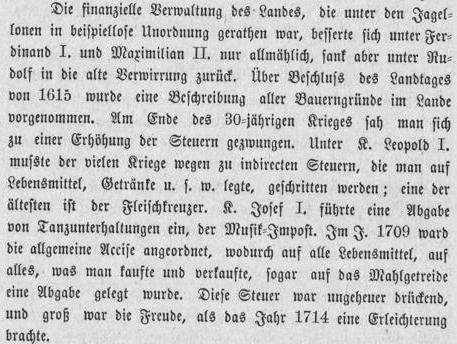 Die finanzielle Verwaltung des Landes, die unter den Jagel-
lonen in beispiellose Unordnung gerathen war, besserte sich unter Fer-
dinand I. und Maximilian II. nur allmählich, sank aber unter Ru-
dolf in die alte Verwirrung zurück. Über Beschluss des Landtages
von 1615 wurde eine Beschreibung aller Bauerngründe im Lande
vorgenommen. Am Ende des 30-jährigen Krieges sah man sich
zu einer Erhöhung der Steuern gezwungen. Unter K. Leopold I.
musste der vielen Kriege wegen zu indirecten Steuern, die man auf
Lebensmittel, Getränke u. s. w. legte, geschritten werden; eine der
ältesten ist der Fleischkreuzer. K. Josef I. führte eine Abgabe
von Tanzunterhaltungen ein, der Musik-Impost. Im J. 1709 ward
die allgemeine Accise angeordnet, wodurch auf alle Lebensmittel, auf
alles, was man kaufte und verkaufte, sogar auf das Mahlgetreide
eine Abgabe gelegt wurde. Diese Steuer war ungeheuer drückend,
und groß war die Freude, als das Jahr 1714 eine Erleichterung
brachte.